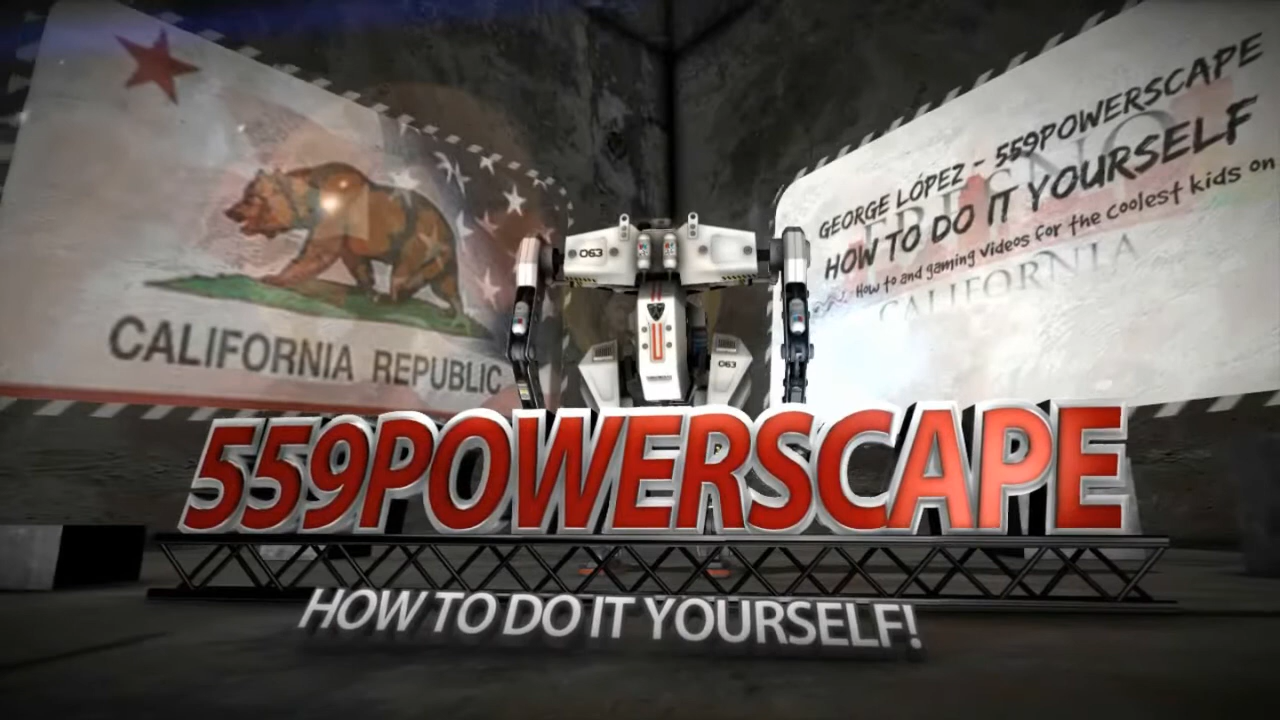 CALIFORNIA REPUBLIC
GEORGE LÓPEZ - 559POWERSCAPE
HOW TO DO IT YOURSELF
How to and gaming videos for the coolest kids on
FRESNO
CALIFORNIA
063
063
559POWERSCAPE
HOW TO DO IT YOURSELF!